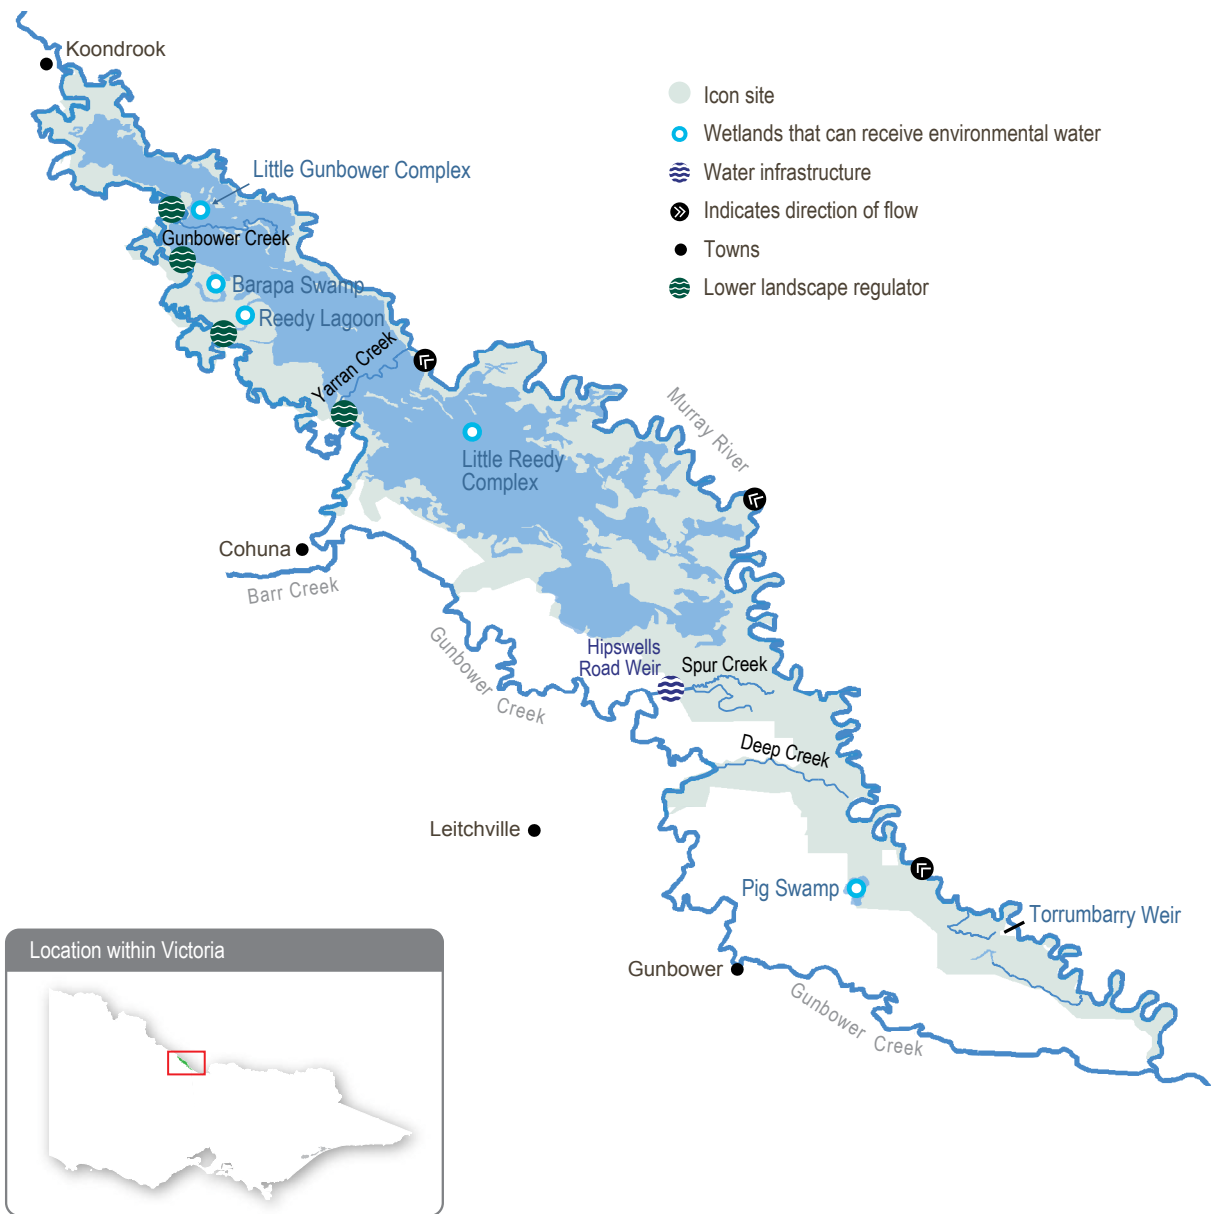 Koondrook
Icon site
Wetlands that can receive environmental water
Little Gunbower Complex
Water infrastructure
Indicates direction of flow
Gunbower Creek
Towns
Barapa Swamp
Lower landscape regulator
Reedy Lagoon
Yarran Creek
Murray River
Little Reedy
Complex
Cohuna
Barr Creek
Gunbower Creek
Hipswells
Road Weir
Spur Creek
Deep Creek
Leitchville
Pig Swamp
Torrumbarry Weir
Gunbower
Gunbower Creek
Location within Victoria